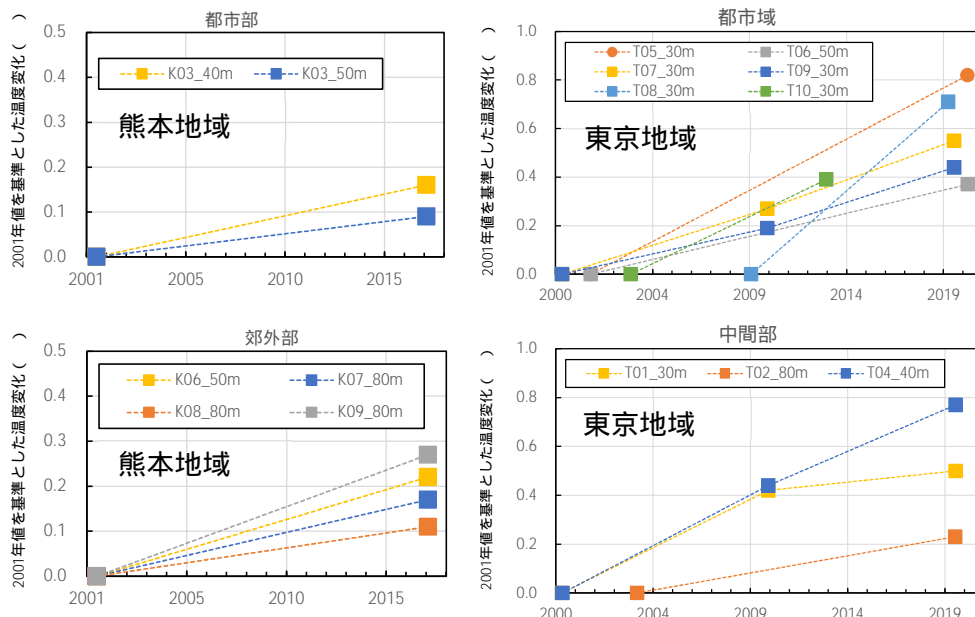 都市部
2001年値を基準とした温度変化( )
0.5
0.4
0.3
0.2
0.1
0.0
K03_40m K03_50m
熊本地域
2001 2005 2010 2015
都市域
2001年値を基準とした温度変化( )
1.0
0.8
0.6
0.4
0.2
0.0
T05_30m T06_50m
T07_30m T09_30m
T08_30m T10_30m
東京地域
2000 2004 2009 2014 2019
郊外部
2001年値を基準とした温度変化( )
0.5
0.4
0.3
0.2
0.1
0.0
K06_50m K07_80m
K08_80m K09_80m
熊本地域
2001 2005 2010 2015
中間部
2001年値を基準とした温度変化( )
1.0
0.8
0.6
0.4
0.2
0.0
T01_30m T02_80m T04_40m
東京地域
2000 2004 2009 2014 2019